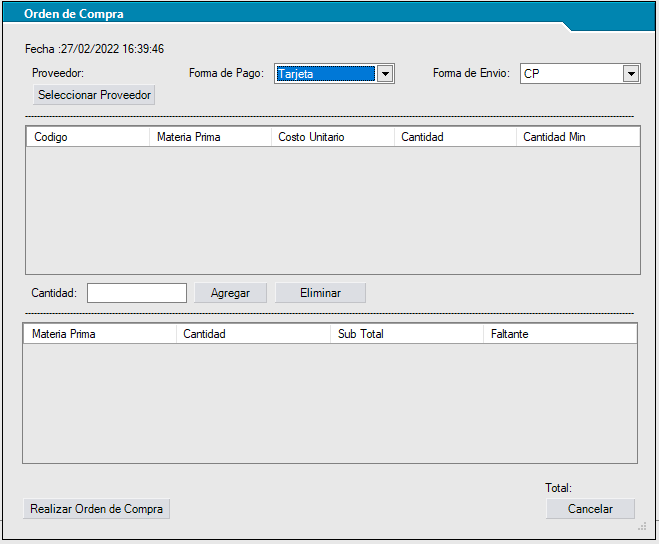 Orden de Compra
Fecha :27/02/2022 16:39:46
Proveedor: Forma de Pago: Tarjeta Forma de Envio: CP
Seleccionar Proveedor
Codigo Materia Prima Costo Unitario Cantidad Cantidad Min
Cantidad: Agregar Eliminar
Materia Prima Cantidad Sub Total Faltante
Total:
Realizar Orden de Compra Cancelar